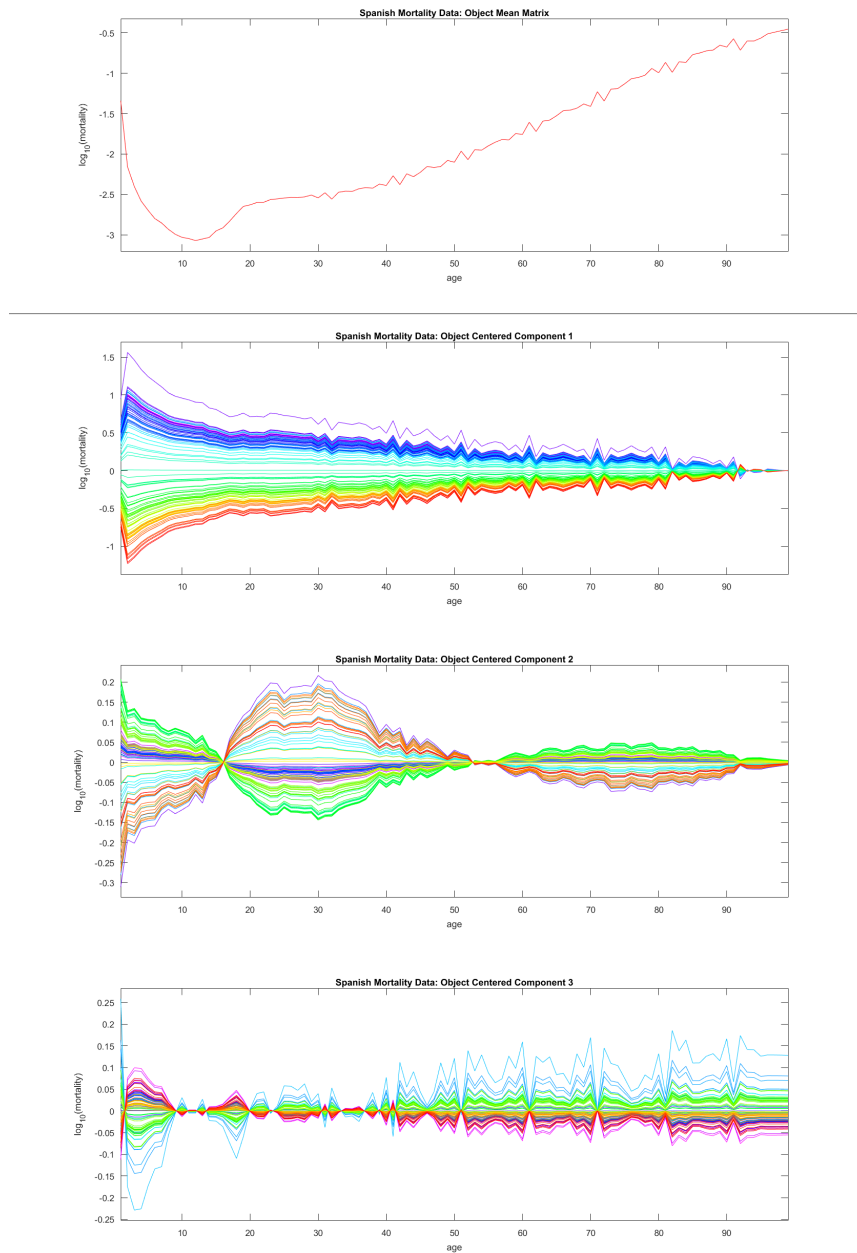 Spanish Mortality Data: Object Mean Matrix
-0.5
-1
-1.5
-2
-2.5
-3
log10(mortality)
10 20 30 40 50 60 70 80 90
age
Spanish Mortality Data: Object Centered Component 1
1.5
1
0.5
0
-0.5
-1
log10(mortality)
10 20 30 40 50 60 70 80 90
age
Spanish Mortality Data: Object Centered Component 2
0.2
0.15
0.1
0.05
0
-0.05
-0.1
-0.15
-0.2
-0.25
-0.3
log10(mortality)
10 20 30 40 50 60 70 80 90
age
Spanish Mortality Data: Object Centered Component 3
0.25
0.2
0.15
0.1
0.05
0
-0.05
-0.1
-0.15
-0.2
-0.25
log10(mortality)
10 20 30 40 50 60 70 80 90
age